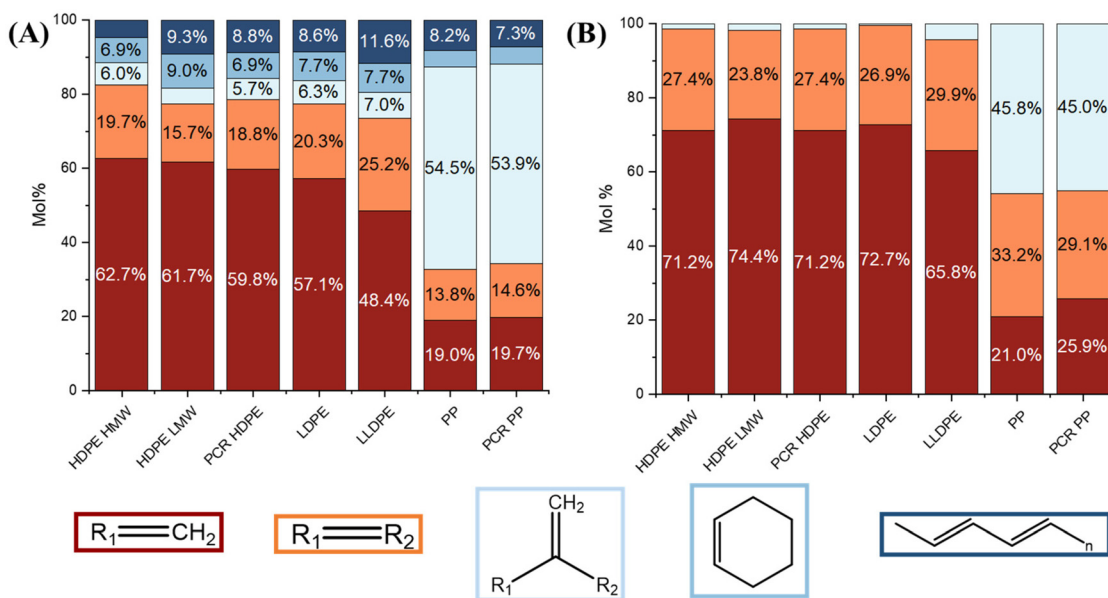 (A)
Mol%
100
80
60
40
20
0
6.9%
6.0%
19.7%
62.7%
9.3%
9.0%
15.7%
61.7%
8.8%
6.9%
5.7%
18.8%
59.8%
8.6%
7.7%
6.3%
20.3%
57.1%
11.6%
7.7%
7.0%
25.2%
48.4%
8.2%
54.5%
13.8%
19.0%
7.3%
53.9%
14.6%
19.7%
HDPE HMW
HDPE LMW
PCR HDPE
LDPE
LLDPE
PP
PCR PP
(B)
Mol %
100
80
60
40
20
0
27.4%
71.2%
23.8%
74.4%
27.4%
71.2%
26.9%
72.7%
29.9%
65.8%
45.8%
33.2%
21.0%
45.0%
29.1%
25.9%
HDPE HMW
HDPE LMW
PCR HDPE
LDPE
LLDPE
PP
PCR PP
R1 CH2
R1 R2
CH2
R1 R2
n